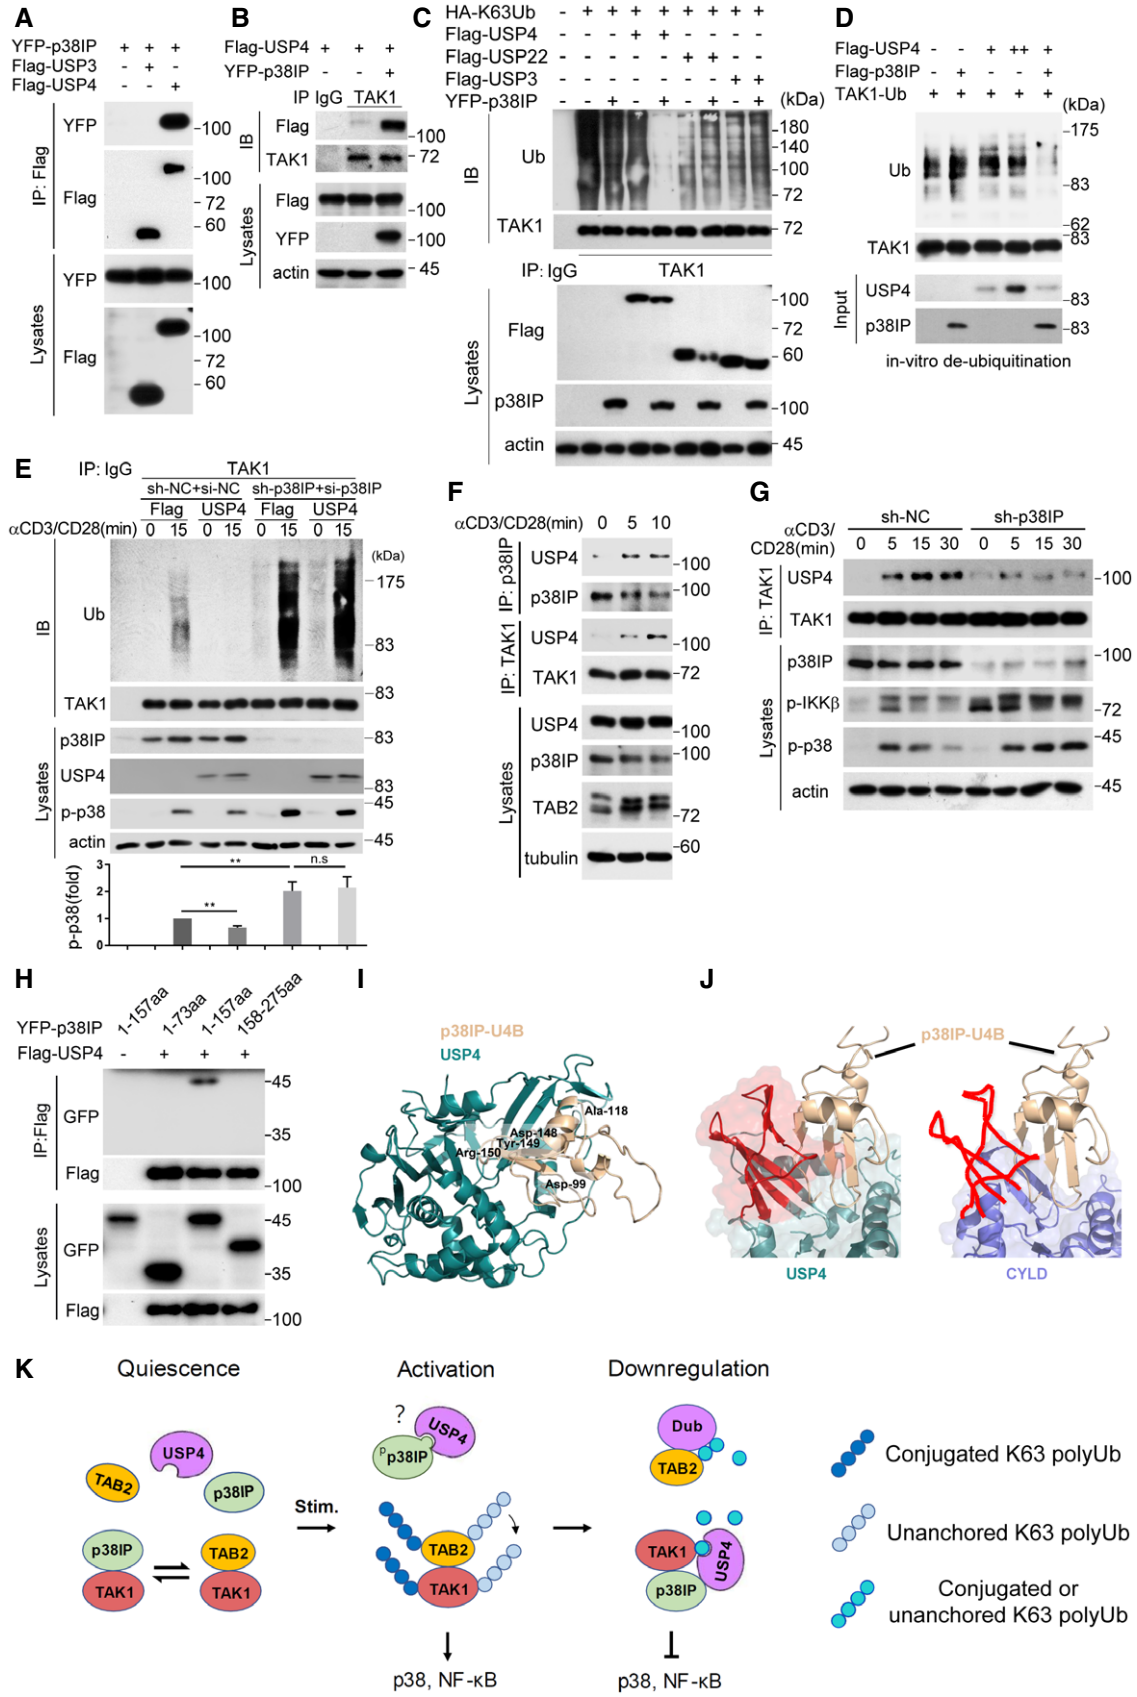 A
YFP-p38IP + + +
Flag-USP3 - + -
Flag-USP4 - - +
IP: Flag
YFP
-100
Flag
-100
-72
-60
Lysates
YFP
-100
Flag
-100
-72
-60
B
Flag-USP4 + + +
YFP-p38IP - - +
IP IgG TAK1
IB
Flag
-100
TAK1
-72
Lysates
Flag
-100
YFP
-100
actin
-45
C
HA-K63Ub - + + + + + + + +
Flag-USP4 - - - + + - - - -
Flag-USP22 - - - - - + + - -
Flag-USP3 - - - - - - - + +
YFP-p38IP - - + - + - + - +
(kDa)
IB
Ub
-180
-140
-100
-72
TAK1
-72
IP: IgG TAK1
Lysates
Flag
-100
-72
-60
p38IP
-100
actin
-45
D
Flag-USP4 - - + ++ +
Flag-p38IP - + - - +
TAK1-Ub + + + + +
(kDa)
Ub
-175
-83
-62
TAK1
-83
Input
USP4
-83
p38IP
-83
in-vitro de-ubiquitination
E
IP: IgG TAK1
sh-NC+si-NC sh-p38IP+si-p38IP
Flag USP4 Flag USP4
αCD3/CD28(min) 0 15 0 15 0 15 0 15
(kDa)
IB
Ub
-175
-83
TAK1
-83
Lysates
p38IP
-83
USP4
-83
p-p38
-45
actin
-45
p-p38(fold)
3
2
1
0
**
**
n.s
F
αCD3/CD28(min) 0 5 10
IP: p38IP
USP4
-100
p38IP
-100
IP: TAK1
USP4
-100
TAK1
-72
Lysates
USP4
-100
p38IP
-100
TAB2
-72
tubulin
-60
G
sh-NC sh-p38IP
αCD3/
CD28(min) 0 5 15 30 0 5 15 30
IP: TAK1
USP4
-100
TAK1
Lysates
p38IP
-100
p-IKKβ
-72
p-p38
-45
actin
-45
H
YFP-p38IP 1-157aa 1-73aa 1-157aa 158-275aa
Flag-USP4 - + + +
IP:Flag
GFP
-45
-35
Flag
-100
Lysates
GFP
-45
-35
Flag
-100
I
p38IP-U4B
USP4
Ala-118
Asp-148
Tyr-149
Arg-150
Asp-99
J
p38IP-U4B
USP4
CYLD
K
Quiescence
USP4
TAB2
p38IP
p38IP
TAK1
TAB2
TAK1
Stim.
Activation
?
USP4
p
p38IP
TAB2
TAK1
p38, NF-κB
Downregulation
Dub
TAB2
TAK1
USP4
p38IP
p38, NF-κB
Conjugated K63 polyUb
Unanchored K63 polyUb
Conjugated or
unanchored K63 polyUb